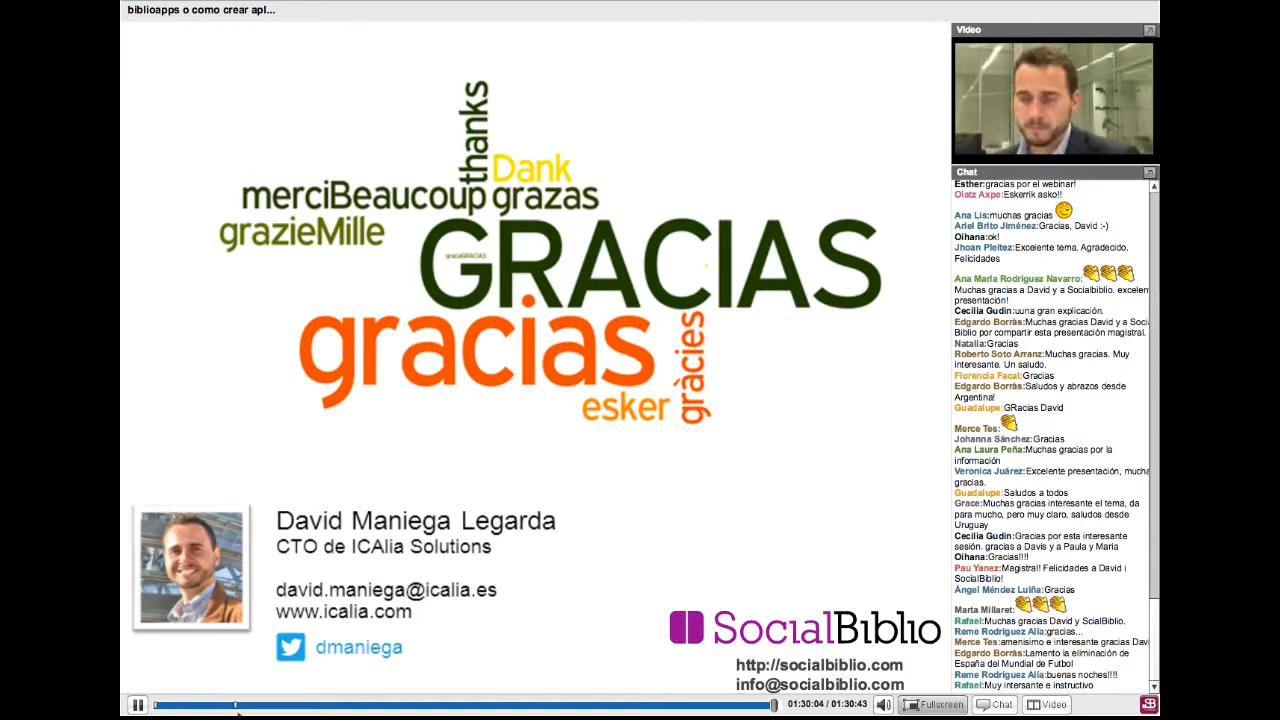 biblioapps o como crear apl...
thanks
Dank
merciBeaucoup grazas
grazieMille
GRACIAS
graciaGRACIAS
gracias
gràcies
esker
David Maniega Legarda
CTO de ICAlia Solutions
david.maniega@icalia.es
www.icalia.com
dmaniega
SocialBiblio
http://socialbiblio.com
info@socialbiblio.com
Video
Chat
Esther:gracias por el webinar!
Olatz Axpe:Eskerrik asko!!
Ana Lis:muchas gracias
Ariel Brito Jiménez:Gracias, David :-)
Oihana:ok!
Jhoan Pleitez:Excelente tema. Agradecido.
Felicidades
Ana María Rodríguez Navarro:
Muchas gracias a David y a Socialbiblio. excelen
presentación!
Cecilia Gudin:uuna gran explicación.
Edgardo Borràs:Muchas gracias David y a Socia
Biblio por compartir esta presentación magistral.
Natalia:Gracias
Roberto Soto Arranz:Muchas gracias. Muy
interesante. Un saludo.
Florencia Facal:Gracias
Edgardo Borràs:Saludos y abrazos desde
Argentina!
Guadalupe:GRacias David
Merce Tes:
Johanna Sánchez:Gracias
Ana Laura Peña:Muchas gracias por la
información
Veronica Juárez:Excelente presentación, mucha
gracias.
Guadalupe:Saludos a todos
Grace:Muchas gracias interesante el tema, da
para mucho, pero muy claro, saludos desde
Uruguay
Cecilia Gudin:Gracias por esta interesante
sesión. gracias a Davis y a Paula y Maria
Oihana:Gracias!!!!
Pau Yanez:Magistral! Felicidades a David i
SocialBiblio!
Ángel Méndez Luiña:Gracias
Marta Millaret:
Rafael:Muchas gracias David y ScialBiblio.
Reme Rodríguez Alía:gracias...
Merce Tes:amenisimo e interesante gracias Davi
Edgardo Borràs:Lamento la eliminación de
España del Mundial de Futbol
Reme Rodríguez Alía:buenas noches!!!!
Rafael:Muy intersante e instructivo
01:30:04 / 01:30:43
Fullscreen
Chat
Video
SB